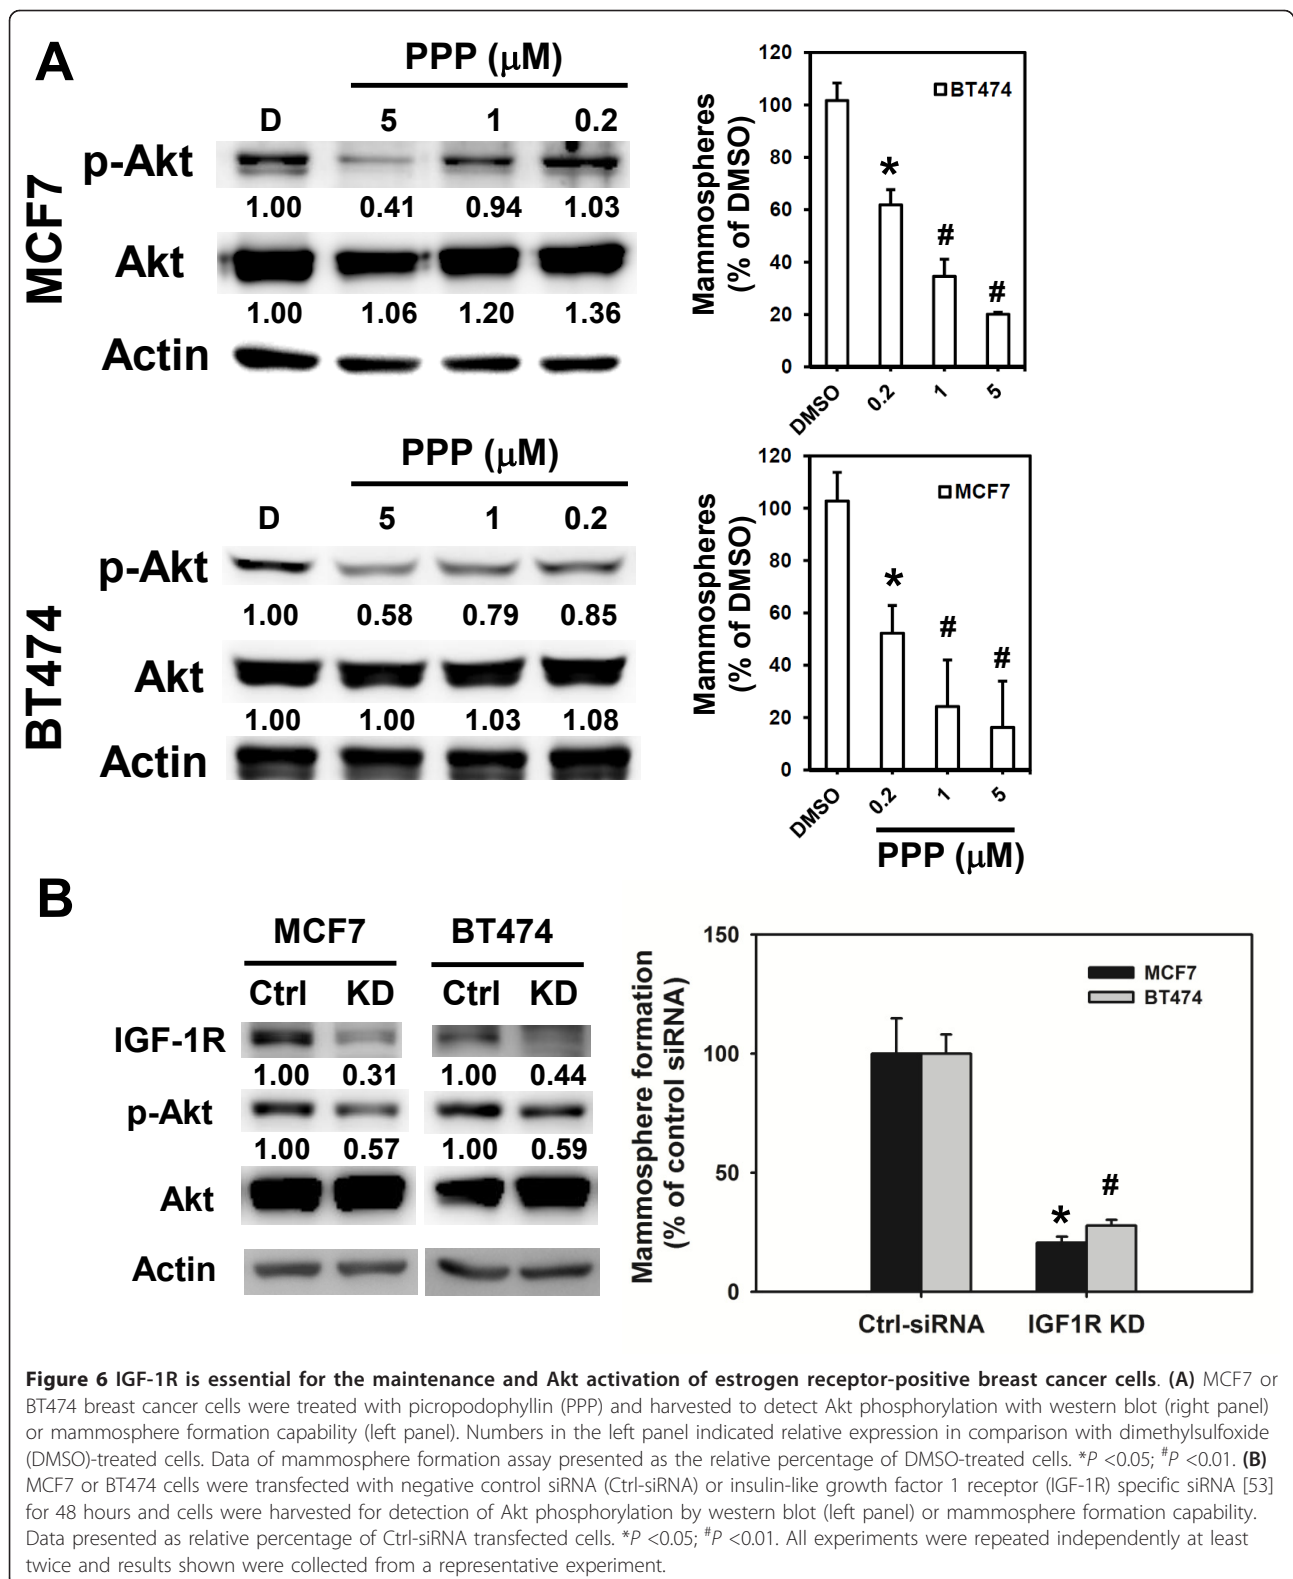 A
PPP (μM)
D 5 1 0.2
MCF7
p-Akt
1.00 0.41 0.94 1.03
Akt
1.00 1.06 1.20 1.36
Actin
Mammospheres
(% of DMSO)
120
100
80
60
40
20
0
BT474
*
#
#
DMSO 0.2 1 5
PPP (μM)
D 5 1 0.2
BT474
p-Akt
1.00 0.58 0.79 0.85
Akt
1.00 1.00 1.03 1.08
Actin
Mammospheres
(% of DMSO)
120
100
80
60
40
20
0
MCF7
*
#
#
DMSO 0.2 1 5
PPP (μM)
B
MCF7 BT474
Ctrl KD Ctrl KD
IGF-1R
1.00 0.31 1.00 0.44
p-Akt
1.00 0.57 1.00 0.59
Akt
Actin
Mammosphere formation
(% of control siRNA)
150
100
50
0
MCF7
BT474
*
#
Ctrl-siRNA IGF1R KD
Figure 6 IGF-1R is essential for the maintenance and Akt activation of estrogen receptor-positive breast cancer cells. (A) MCF7 or
BT474 breast cancer cells were treated with picropodophyllin (PPP) and harvested to detect Akt phosphorylation with western blot (right panel)
or mammosphere formation capability (left panel). Numbers in the left panel indicated relative expression in comparison with dimethylsulfoxide
(DMSO)-treated cells. Data of mammosphere formation assay presented as the relative percentage of DMSO-treated cells. *P <0.05; #P <0.01. (B)
MCF7 or BT474 cells were transfected with negative control siRNA (Ctrl-siRNA) or insulin-like growth factor 1 receptor (IGF-1R) specific siRNA [53]
for 48 hours and cells were harvested for detection of Akt phosphorylation by western blot (left panel) or mammosphere formation capability.
Data presented as relative percentage of Ctrl-siRNA transfected cells. *P <0.05; #P <0.01. All experiments were repeated independently at least
twice and results shown were collected from a representative experiment.